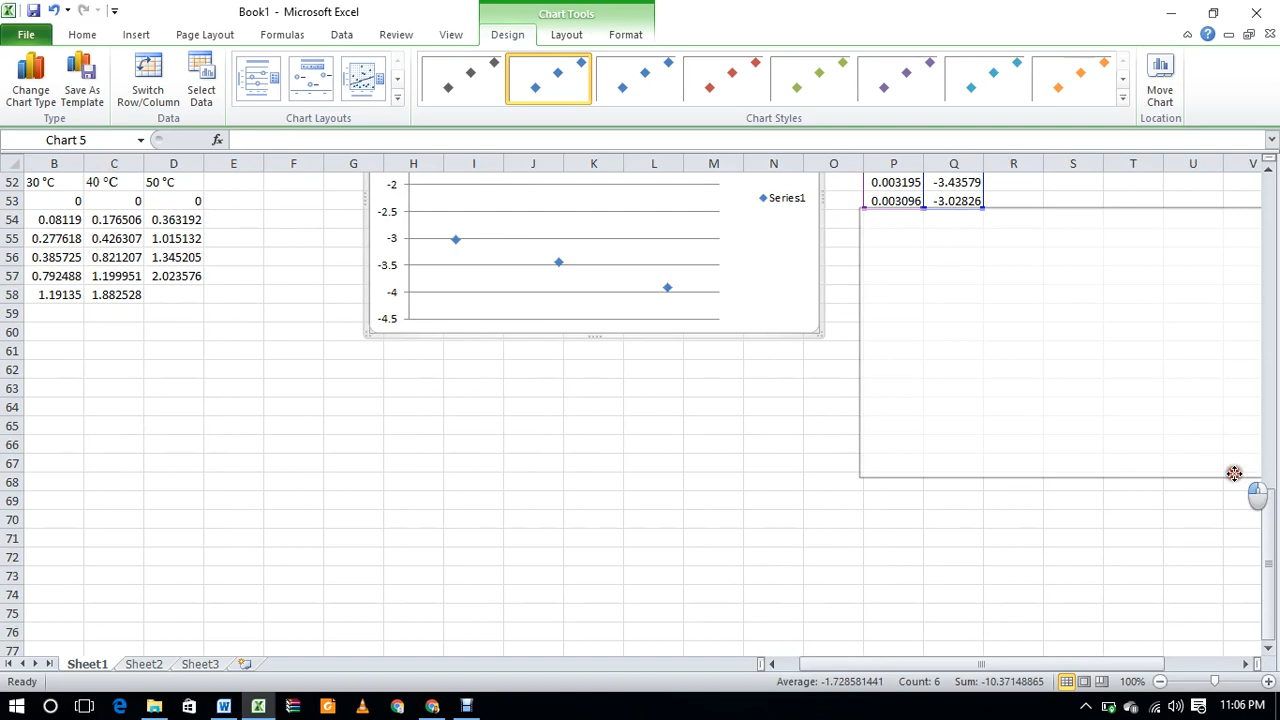 Book1 - Microsoft Excel
Chart Tools
File Home Insert Page Layout Formulas Data Review View Design Layout Format
Change Chart Type
Save As Template
Switch Row/Column
Select Data
Move Chart
Type Data Chart Layouts Chart Styles Location
Chart 5 fx
B C D E F G H I J K L M N O P Q R S T U V
52 30 °C 40 °C 50 °C -2 0.003195 -3.43579
Series1
53 0 0 0 -2.5 0.003096 -3.02826
54 0.08119 0.176506 0.363192
55 0.277618 0.426307 1.015132 -3
56 0.385725 0.821207 1.345205 -3.5
57 0.792488 1.199951 2.023576
58 1.19135 1.882528 -4
59 -4.5
60
61
62
63
64
65
66
67
68
69
70
71
72
73
74
75
76
77
Sheet1 Sheet2 Sheet3
Ready Average: -1.728581441 Count: 6 Sum: -10.37148865 100%
11:06 PM